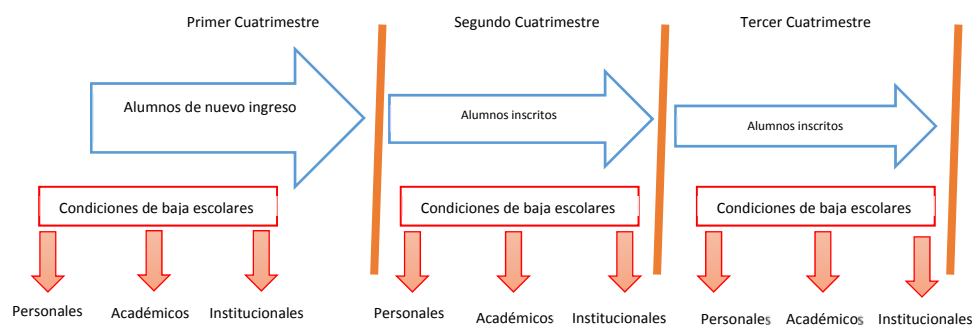 Primer Cuatrimestre
Segundo Cuatrimestre
Tercer Cuatrimestre
Alumnos de nuevo ingreso
Alumnos inscritos
Alumnos inscritos
Condiciones de baja escolares
Condiciones de baja escolares
Condiciones de baja escolares
Personales
Académicos
Institucionales
Personales
Académicos
Institucionales
Personales
Académicos
Institucionales